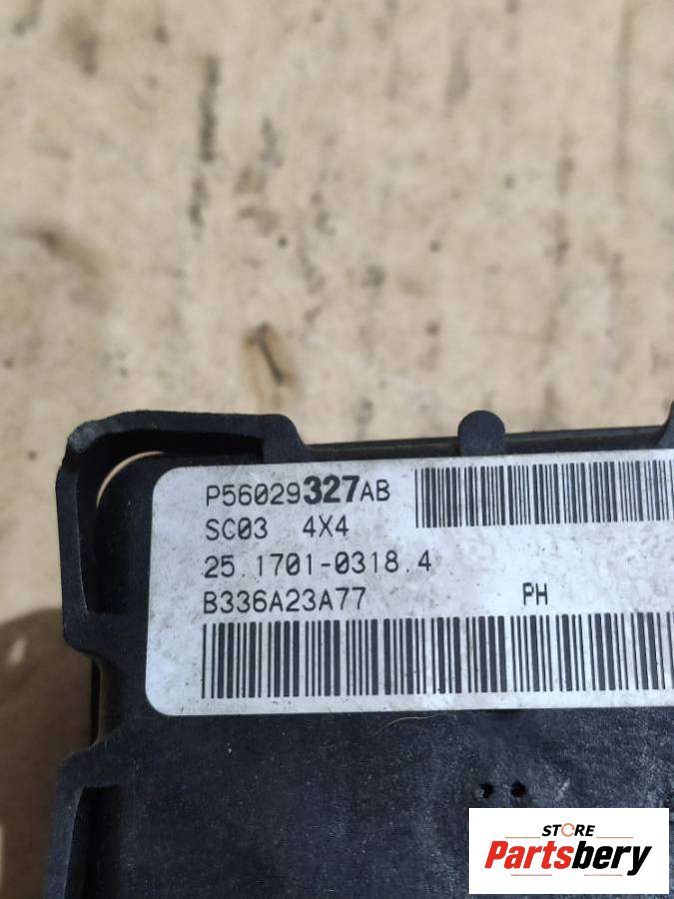 P56029327AB
SC03 4X4
25.1701-0318.4
B336A23A77 PH
STORE
Partsbery